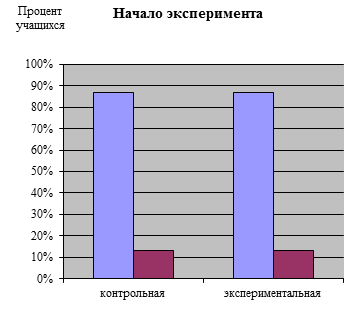 Процент
учащихся
Начало эксперимента
100%
90%
80%
70%
60%
50%
40%
30%
20%
10%
0%
контрольная
экспериментальная